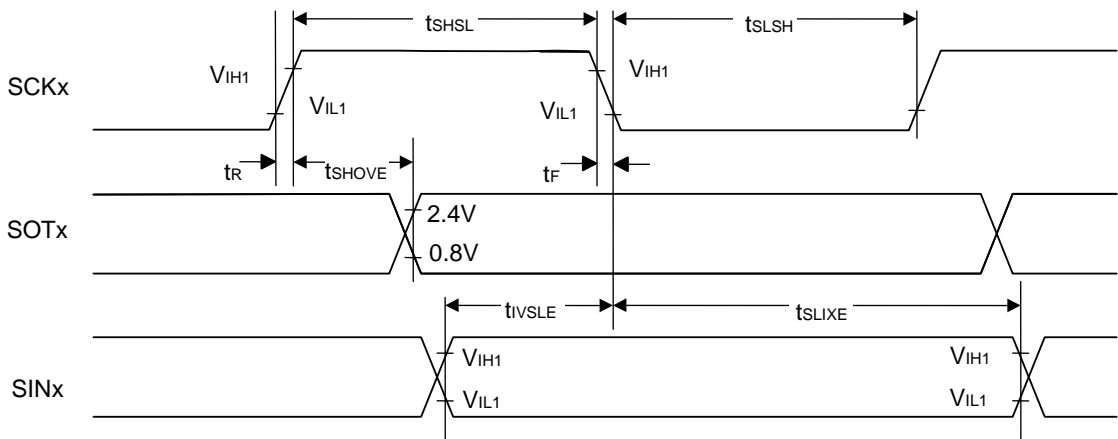 tSHSL
tSLSH
SCKx
VIH1
VIL1
VIL1
VIH1
tR
tSHOVE
tF
SOTx
2.4V
0.8V
tIVSLE
tSLIXE
SINx
VIH1
VIL1
VIH1
VIL1